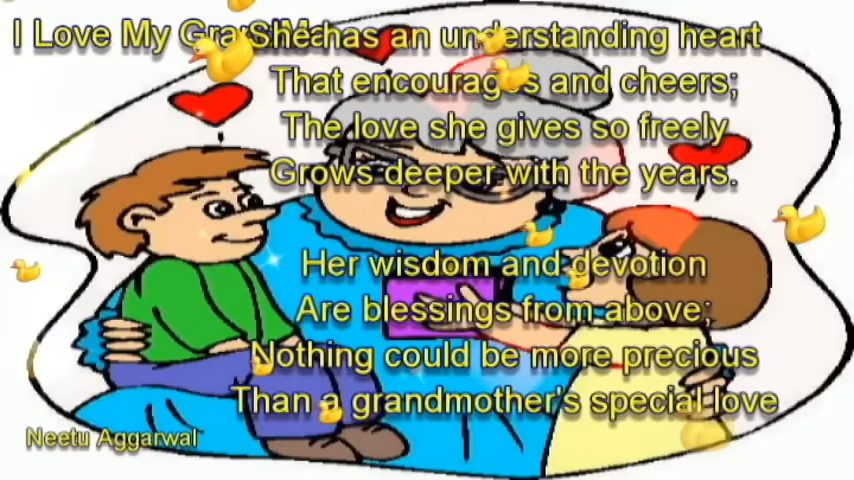 I Love My Grand Ma
She has an understanding heart
That encourages and cheers;
The love she gives so freely
Grows deeper with the years.
Her wisdom and devotion
Are blessings from above;
Nothing could be more precious
Than a grandmother's special love
Neetu Aggarwal